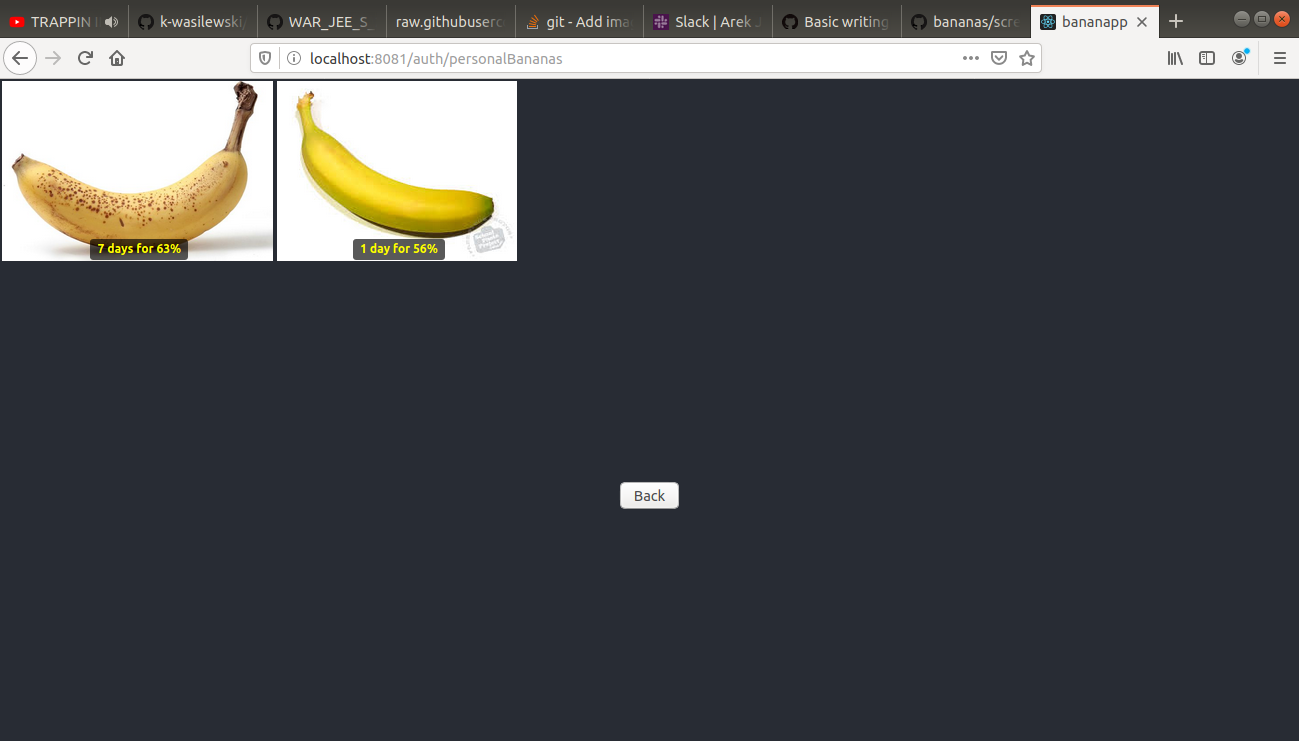 TRAPPIN
k-wasilewski/
WAR_JEE_S_
raw.githubuserc
git - Add ima
Slack | Arek J
Basic writing
bananas/scre
bananapp
localhost:8081/auth/personalBananas
7 days for 63%
1 day for 56%
Back